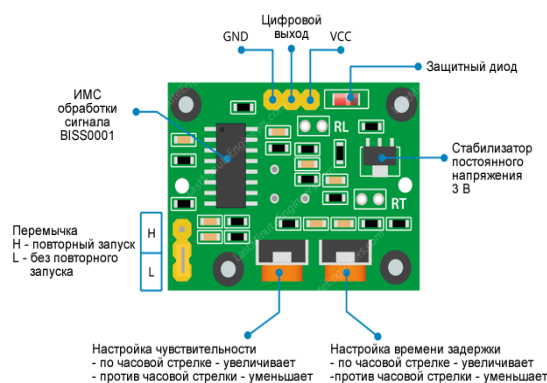 Цифровой
выход
GND
VCC
Защитный диод
ИМС
обработки
сигнала
BISS0001
RL
Стабилизатор
постоянного
напряжения
3 В
RT
Перемычка
H - повторный запуск
L - без повторного
запуска
H
L
Настройка чувствительности
- по часовой стрелке - увеличивает
- против часовой стрелки - уменьшает
Настройка времени задержки
- по часовой стрелке - увеличивает
-против часовой стрелки - уменьшает